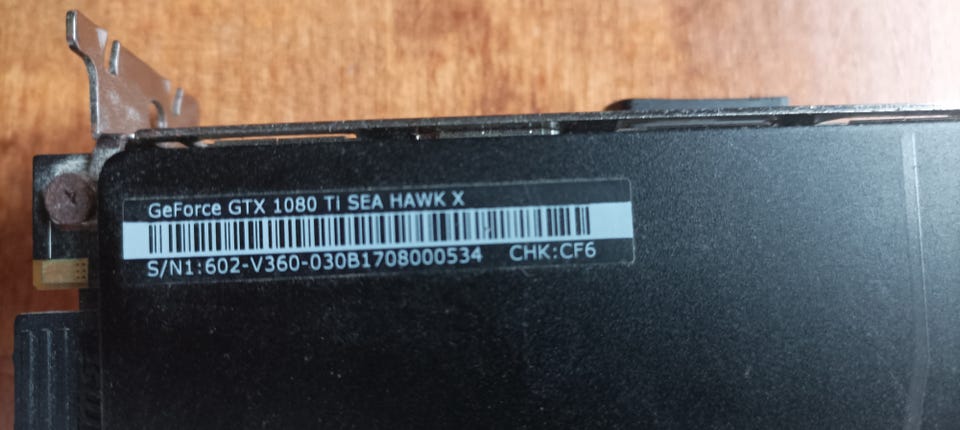 GeForce GTX 1080 Ti SEA HAWK X
S/N1:602-V360-030B1708000534 CHK:CF6